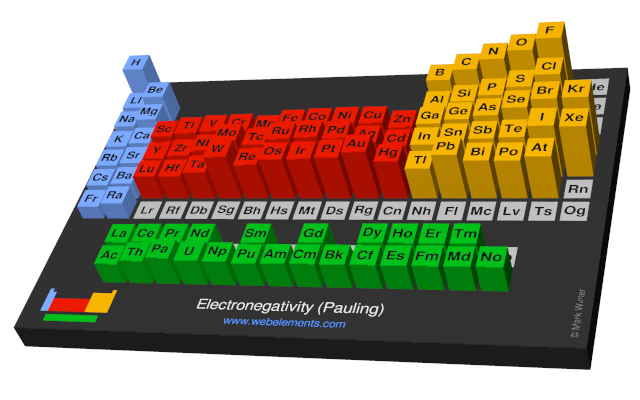 H
He
Li Be B C N O F
Na Mg Al Si P S Cl
K Ca Sc Ti V Cr Mn Fe Co Ni Cu Zn Ga Ge As Se Br Kr
Rb Sr Y Zr Nb Mo Tc Ru Rh Pd Ag Cd In Sn Sb Te I Xe
Cs Ba Lu Hf Ta W Re Os Ir Pt Au Hg Tl Pb Bi Po At Rn
Fr Ra Lr Rf Db Sg Bh Hs Mt Ds Rg Cn Nh Fl Mc Lv Ts Og
La Ce Pr Nd Sm Gd Dy Ho Er Tm
Ac Th Pa U Np Pu Am Cm Bk Cf Es Fm Md No
Electronegativity (Pauling)
www.webelements.com
© Mark Winter